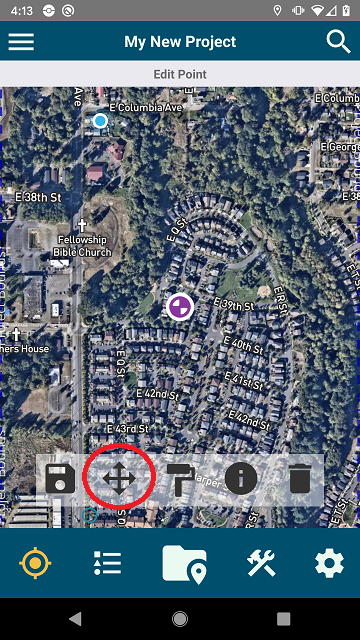 4:13
My New Project
Edit Point
Ave
E Columbia Ave
E Columb
E George
E 38th St
E Q St
Fellowship
Bible Church
E 39th St
E R St
hers House
E 40th St
E Q St
E 41st St
E 42nd St
E 42nd St
E 43rd St
Harper S